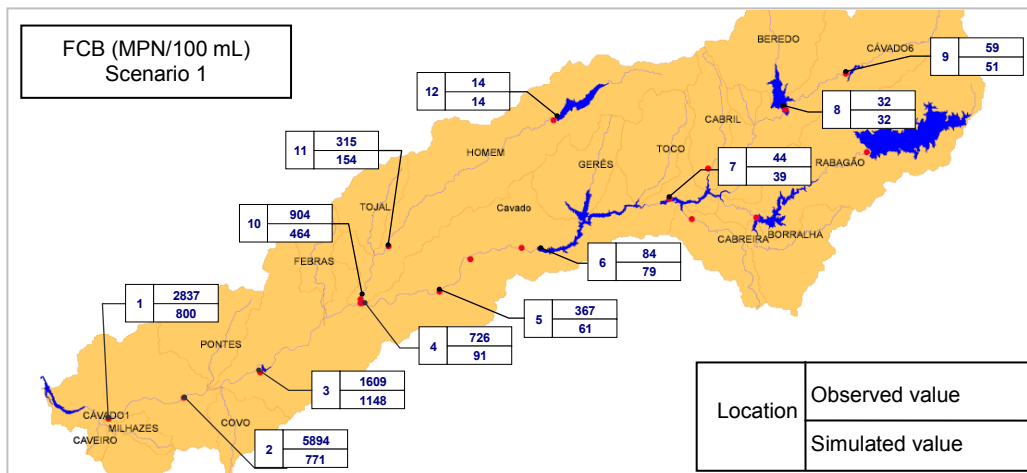 FCB (MPN/100 mL)
Scenario 1
BEREDO
CÁVADO6
9
59
51
12
14
14
8
32
32
CABRIL
11
315
154
HOMEM
GERÊS
TOCO
7
44
39
RABAGÃO
10
904
464
TOJAL
Cavado
CABREIRA
BORRALHA
FEBRAS
6
84
79
1
2837
800
5
367
61
4
726
91
PONTES
3
1609
1148
CÁVADO1
MILHAZES
CAVEIRO
COVO
2
5894
771
Location
Observed value
Simulated value